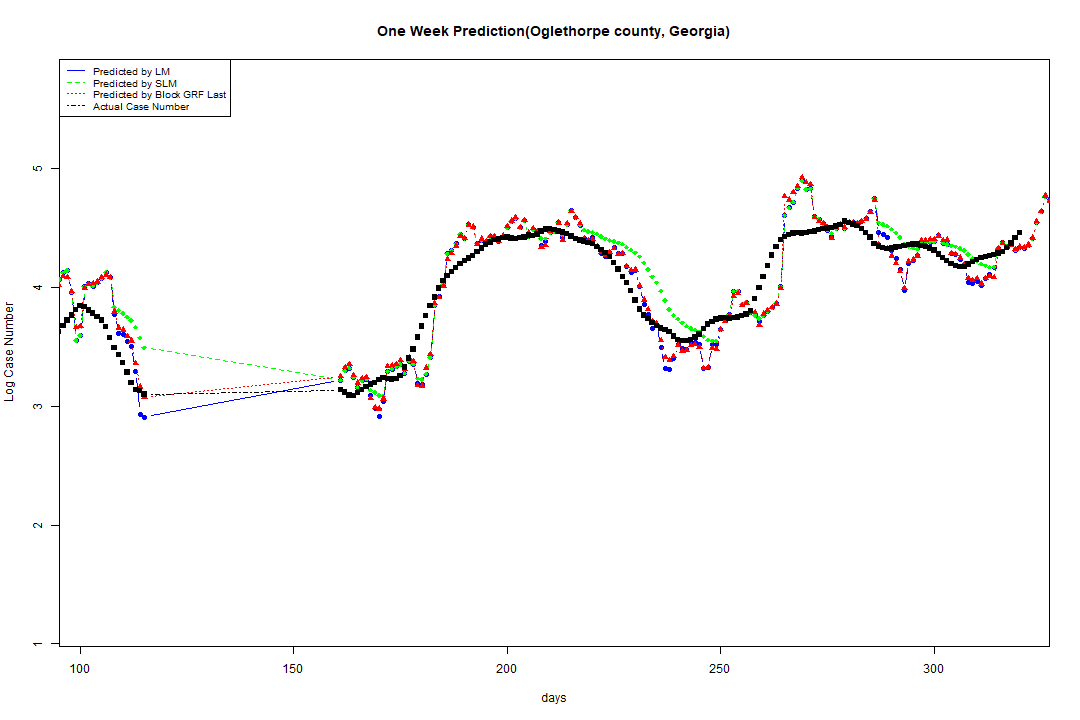 One Week Prediction(Oglethorpe county, Georgia)
Predicted by LM
Predicted by SLM
Predicted by Block GRF Last
Actual Case Number
5
4
3
2
1
Log Case Number
100 150 200 250 300
days